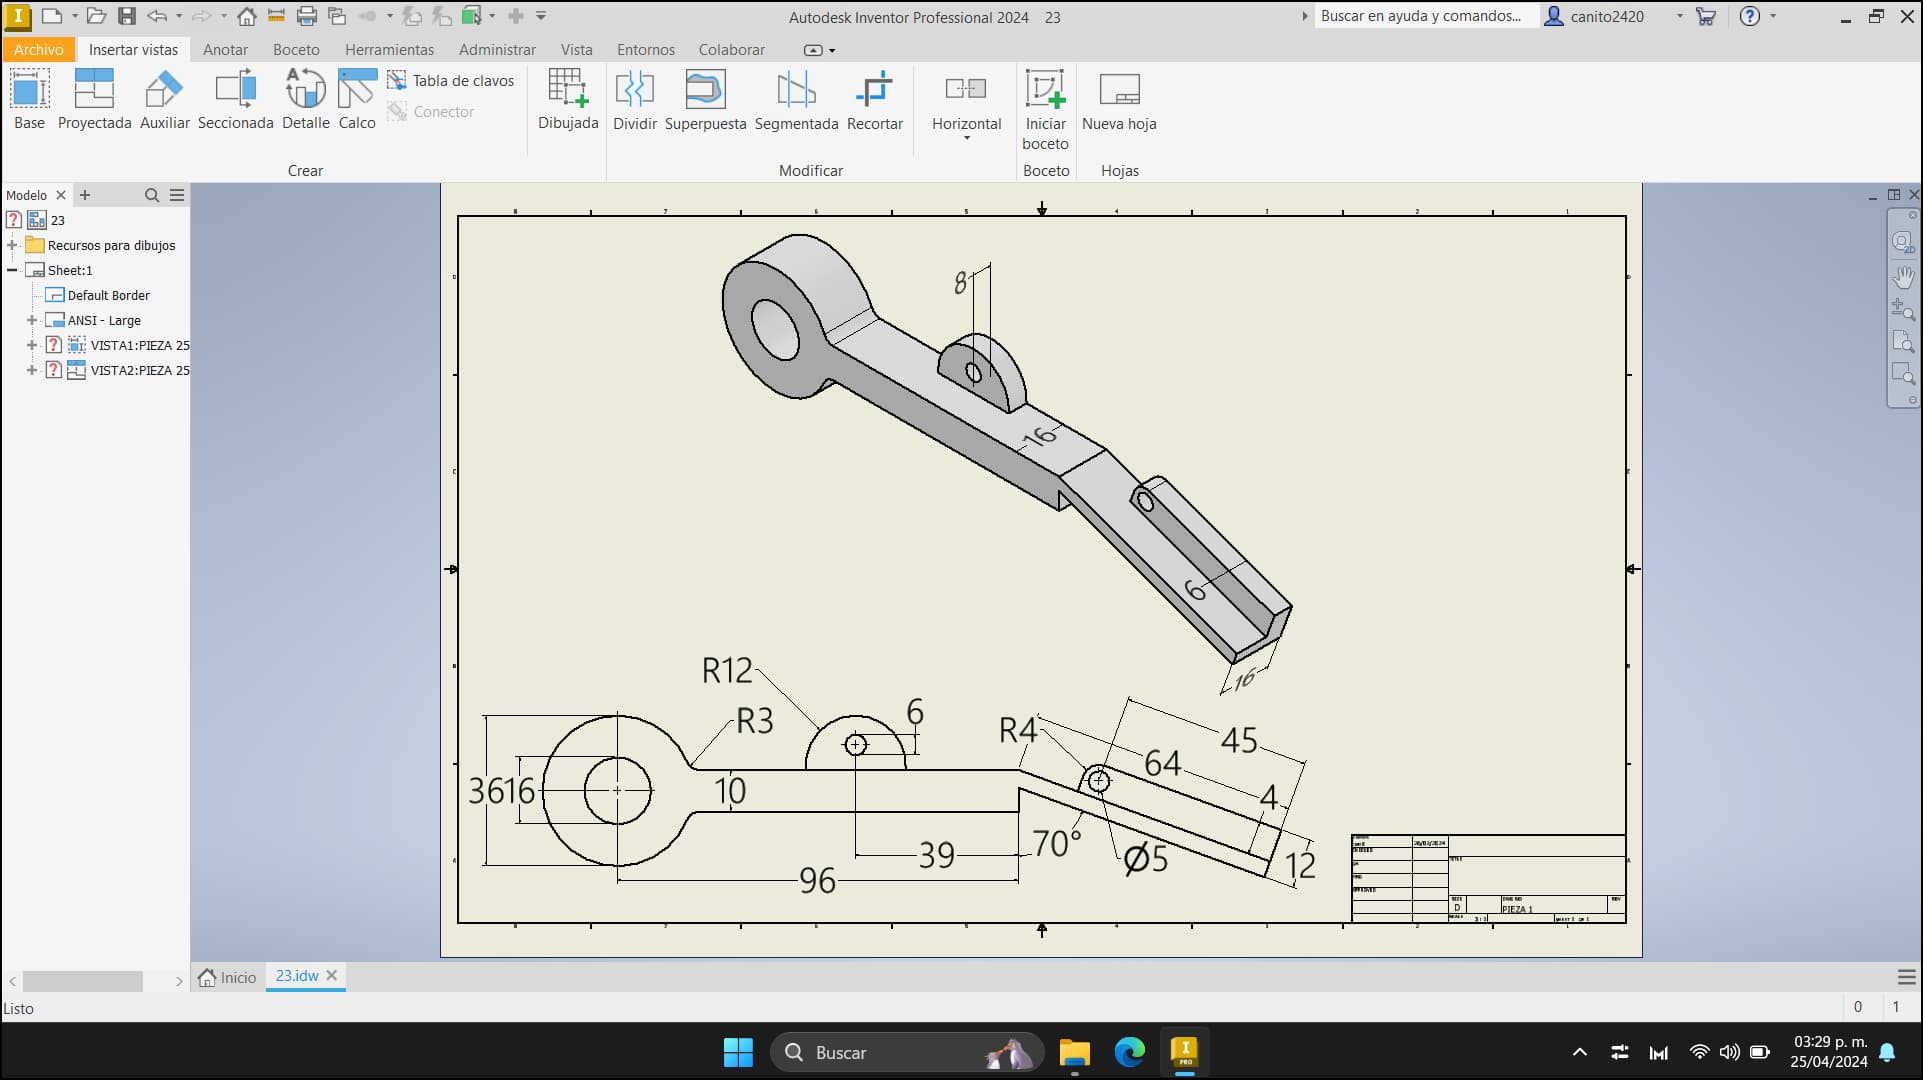 Autodesk Inventor Professional 2024 23
Buscar en ayuda y comandos...
canito2420
Archivo
Insertar vistas
Anotar
Boceto
Herramientas
Administrar
Vista
Entornos
Colaborar
Base
Proyectada
Auxiliar
Seccionada
Detalle
Calco
Tabla de clavos
Conector
Dibujada
Dividir
Superpuesta
Segmentada
Recortar
Horizontal
Iniciar
boceto
Nueva hoja
Crear
Modificar
Boceto
Hojas
Modelo
23
Recursos para dibujos
Sheet:1
Default Border
ANSI - Large
VISTA1:PIEZA 25
VISTA2:PIEZA 25
8
16
6
16
R12
R3
6
R4
45
64
4
36
16
10
39
70°
Ø5
12
96
D
PIEZA 1
Inicio
23.idw
Listo
0
1
Buscar
03:29 p. m.
25/04/2024